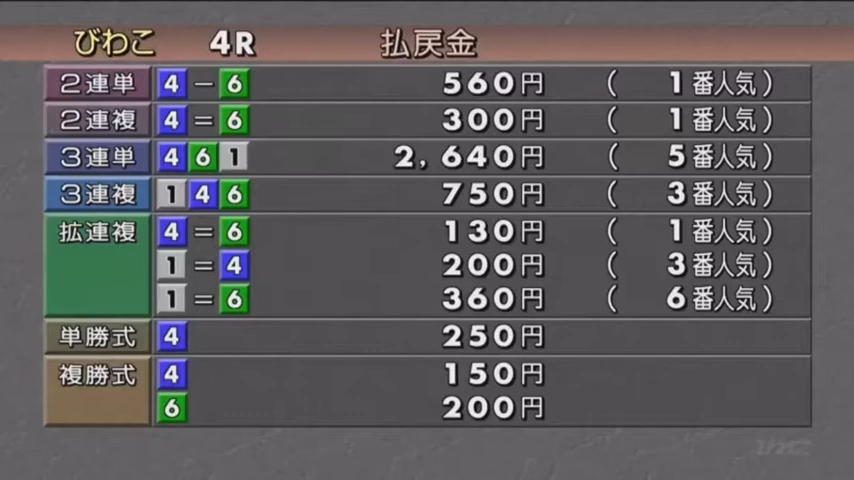 びわこ 4R 払戻金
2連単 4-6 560円 ( 1番人気)
2連複 4=6 300円 ( 1番人気)
3連単 4 6 1 2,640円 ( 5番人気)
3連複 1 4 6 750円 ( 3番人気)
拡連複 4=6 130円 ( 1番人気)
1=4 200円 ( 3番人気)
1=6 360円 ( 6番人気)
単勝式 4 250円
複勝式 4 150円
6 200円